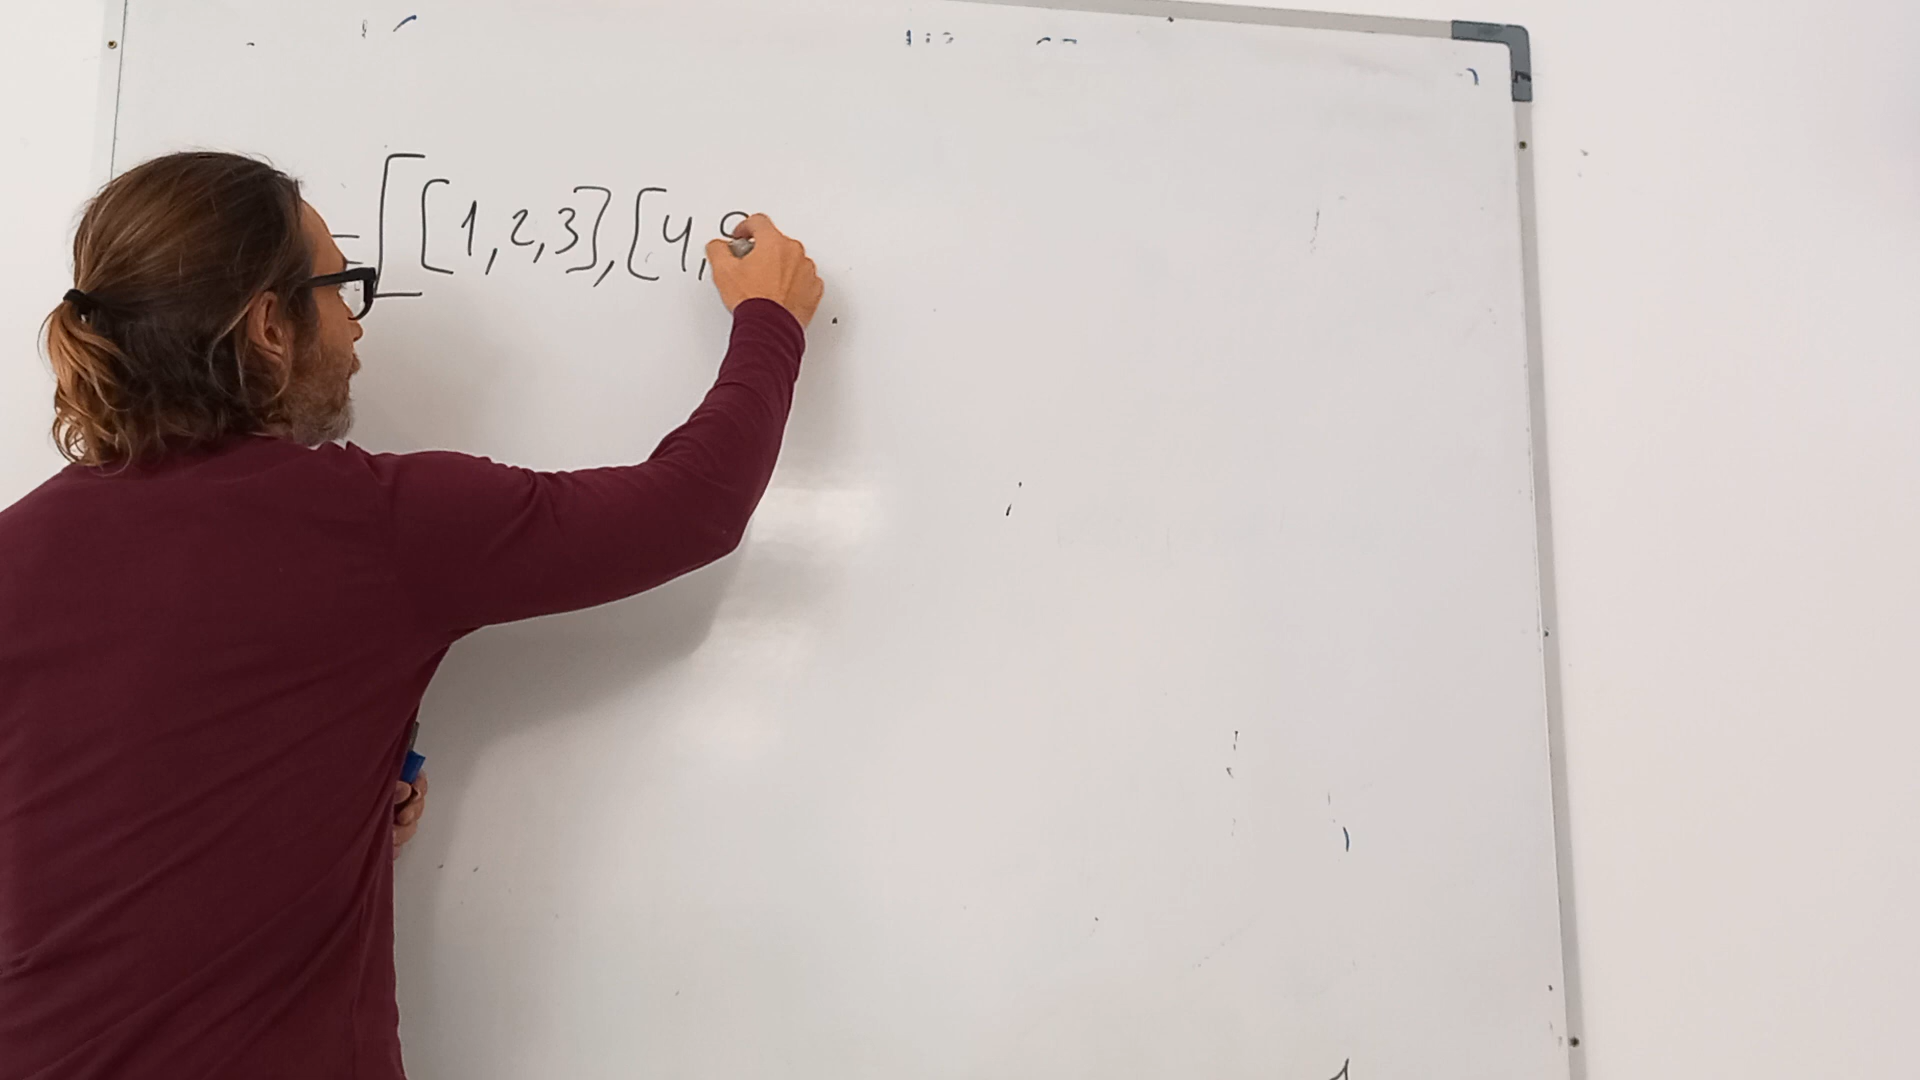 = [[1,2,3],[4,